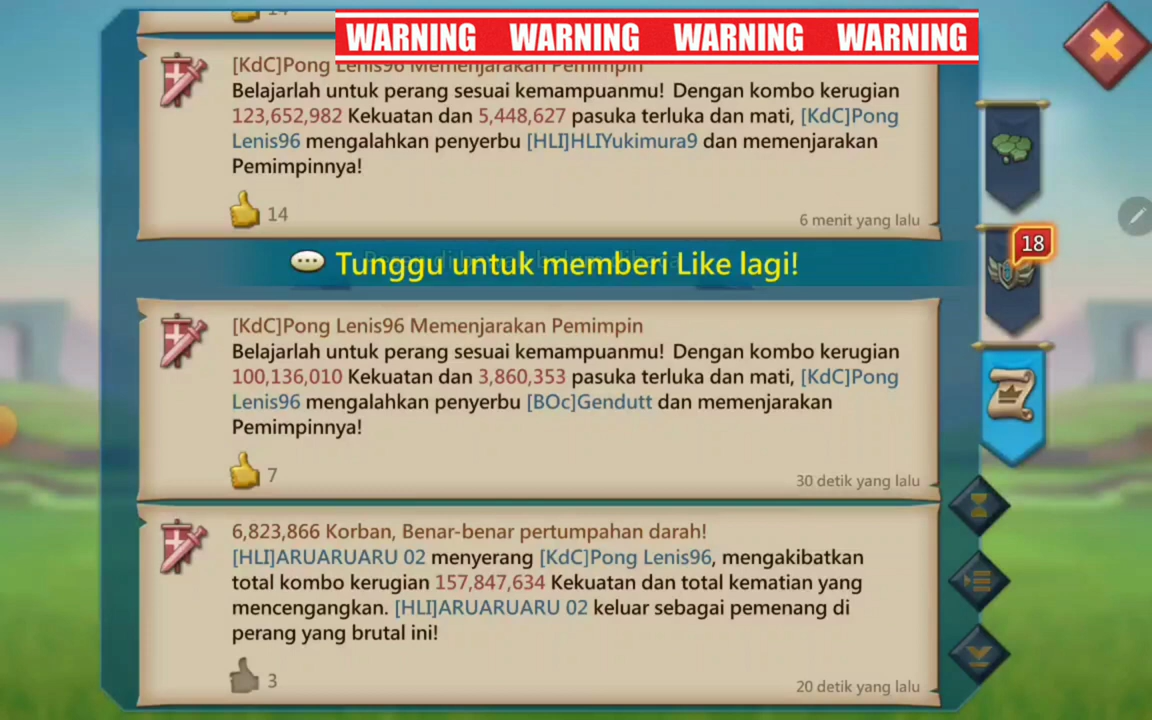 14
WARNING WARNING WARNING WARNING
[KdC]Pong Lenis96 Memenjarakan Pemimpin
Belajarlah untuk perang sesuai kemampuanmu! Dengan kombo kerugian
123,652,982 Kekuatan dan 5,448,627 pasuka terluka dan mati, [KdC]Pong
Lenis96 mengalahkan penyerbu [HLI]HLIYukimura9 dan memenjarakan
Pemimpinnya!
14
6 menit yang lalu
18
Tunggu untuk memberi Like lagi!
[KdC]Pong Lenis96 Memenjarakan Pemimpin
Belajarlah untuk perang sesuai kemampuanmu! Dengan kombo kerugian
100,136,010 Kekuatan dan 3,860,353 pasuka terluka dan mati, [KdC]Pong
Lenis96 mengalahkan penyerbu [BOc]Gendutt dan memenjarakan
Pemimpinnya!
7
30 detik yang lalu
6,823,866 Korban, Benar-benar pertumpahan darah!
[HLI]ARUARUARU 02 menyerang [KdC]Pong Lenis96, mengakibatkan
total kombo kerugian 157,847,634 Kekuatan dan total kematian yang
mencengangkan. [HLI]ARUARUARU 02 keluar sebagai pemenang di
perang yang brutal ini!
3
20 detik yang lalu